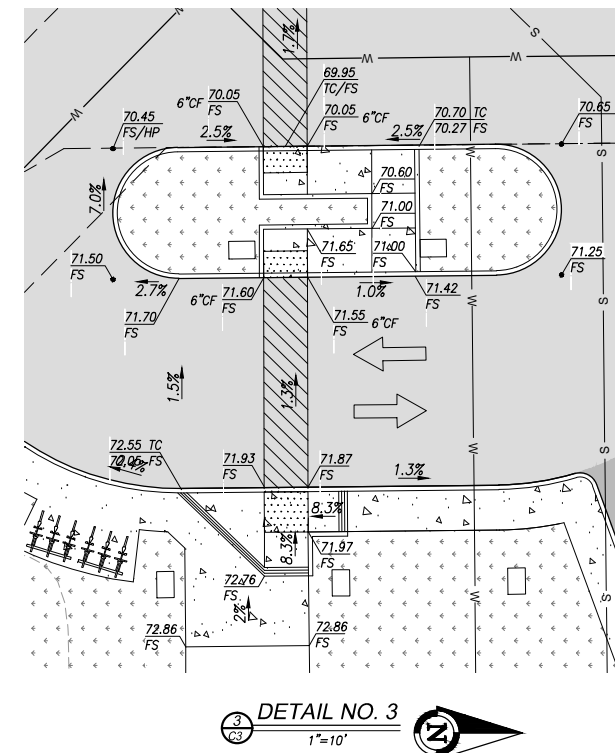 1.7%
S
W
W
W
69.95
TC/FS
6"CF
70.05
FS
70.05
FS
6"CF
70.45
FS/HP
2.5%
2.5%
70.70 TC
70.27 FS
70.65
FS
W
7.0%
70.60
FS
71.00
FS
71.50
FS
71.65
FS
71.00
FS
71.25
FS
2.7%
6"CF
71.60
FS
1.0%
71.42
FS
71.70
FS
71.55
FS
6"CF
W
S
1.5%
1.3%
72.55 TC
FS
71.93
FS
71.87
FS
1.3%
W
8.3%
8.3%
71.97
FS
72.76
FS
2%
W
S
72.86
FS
72.86
FS
3
C3
DETAIL NO. 3
1"=10'
N